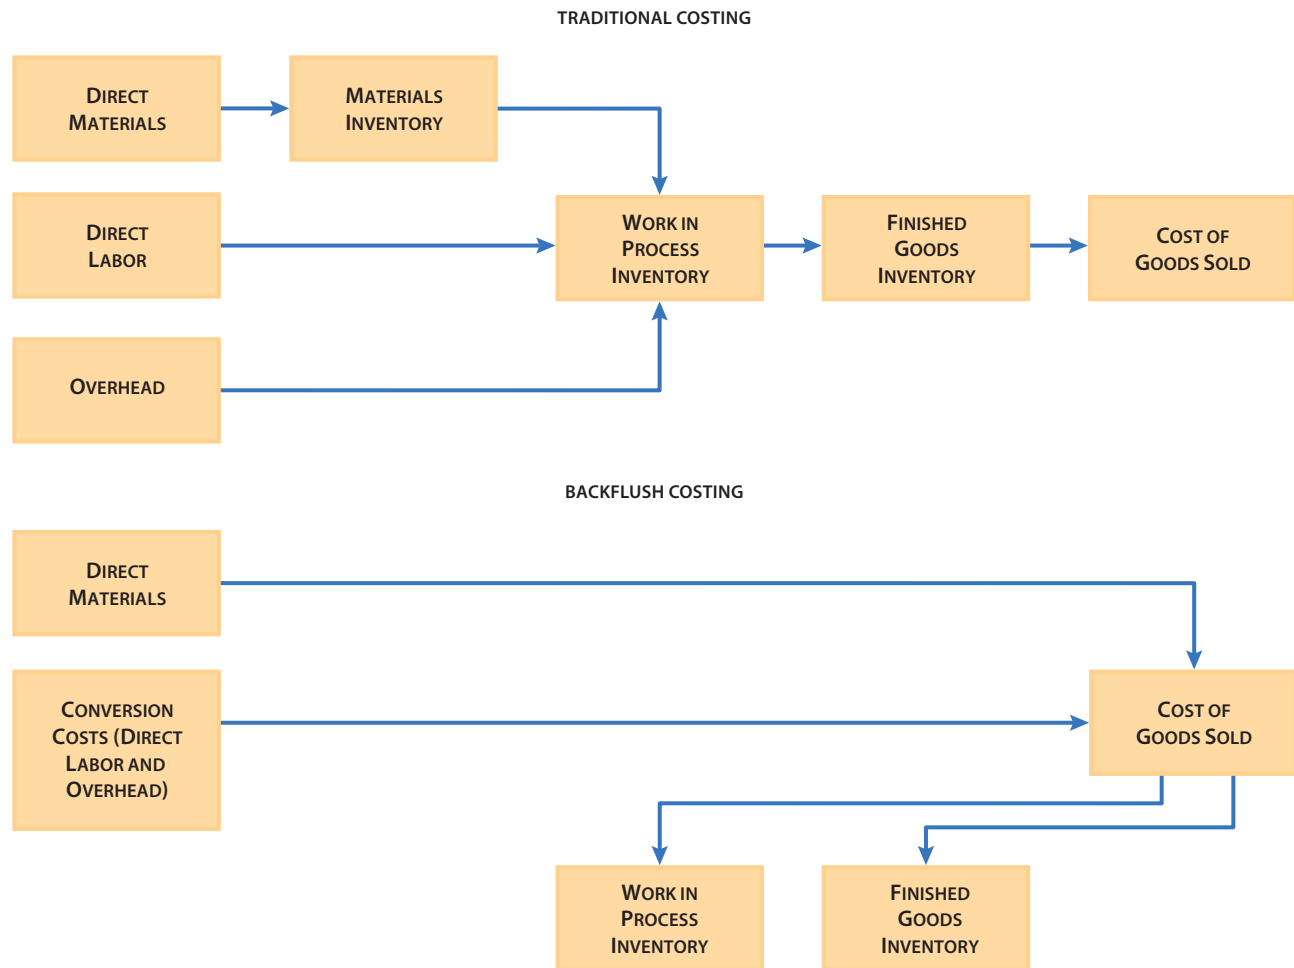 TRADITIONAL COSTING
DIRECT
MATERIALS
MATERIALS
INVENTORY
DIRECT
LABOR
WORK IN
PROCESS
INVENTORY
FINISHED
GOODS
INVENTORY
COST OF
GOODS SOLD
OVERHEAD
BACKFLUSH COSTING
DIRECT
MATERIALS
CONVERSION
COSTS (DIRECT
LABOR AND
OVERHEAD)
COST OF
GOODS SOLD
WORK IN
PROCESS
INVENTORY
FINISHED
GOODS
INVENTORY